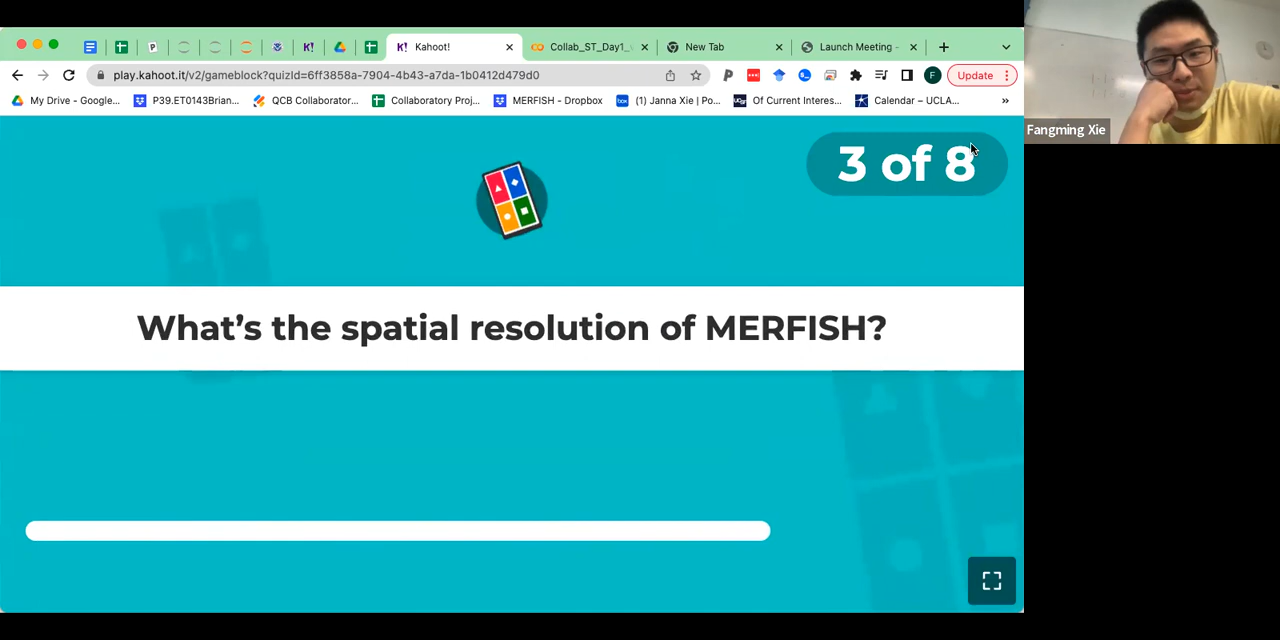 K! Kahoot!
Collab_ST_Day1_
New Tab
Launch Meeting -
play.kahoot.it/v2/gameblock?quizId=6ff3858a-7904-4b43-a7da-1b0412d479d0
F
Update
My Drive - Google...
P39.ET0143Brian...
QCB Collaborator...
Collaboratory Proj...
MERFISH - Dropbox
(1) Janna Xie | Po...
Of Current Interes...
Calendar – UCLA...
»
3 of 8
What's the spatial resolution of MERFISH?
Fangming Xie